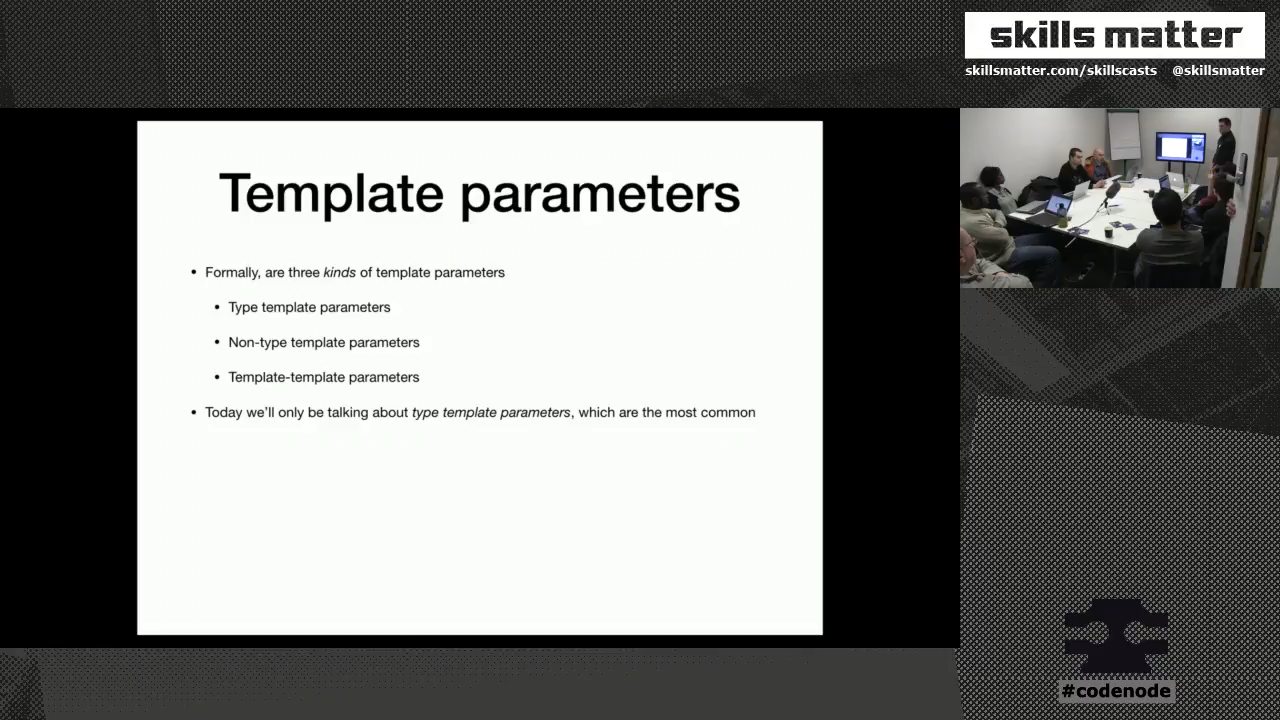 skills matter
skillsmatter.com/skillscasts @skillsmatter
Template parameters
• Formally, are three kinds of template parameters
• Type template parameters
• Non-type template parameters
• Template-template parameters
• Today we'll only be talking about type template parameters, which are the most common
#codenode